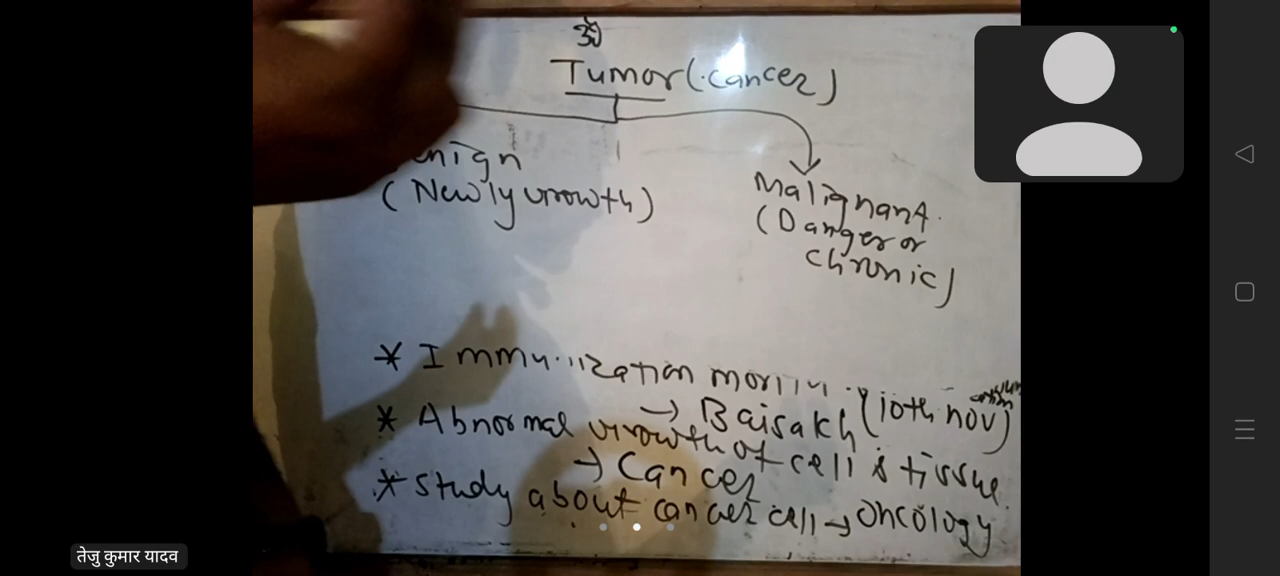 ॐ
Tumor (cancer)
enign
(Newly Growth)
Malignant.
(Danger or
chronic)
* Immunization
→ Baisakh (10th nov)
* Abnormal Growth of cell & tissue
→ Cancer
* Study about cancer cell → Oncology
तेजु कुमार यादव